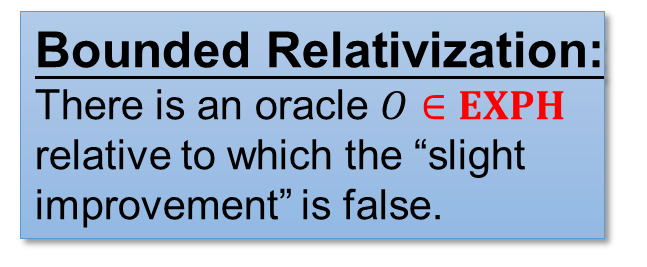 Bounded Relativization:
There is an oracle 𝑂 ∈ EXPH
relative to which the “slight
improvement” is false.